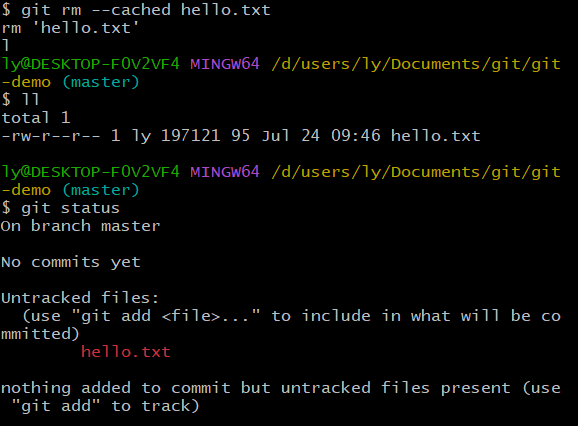 $ git rm --cached hello.txt
rm 'hello.txt'
l
ly@DESKTOP-F0V2VF4 MINGW64 /d/users/ly/Documents/git/git
-demo (master)
$ ll
total 1
-rw-r--r-- 1 ly 197121 95 Jul 24 09:46 hello.txt
ly@DESKTOP-F0V2VF4 MINGW64 /d/users/ly/Documents/git/git
-demo (master)
$ git status
On branch master
No commits yet
Untracked files:
(use "git add <file>..." to include in what will be co
mmitted)
hello.txt
nothing added to commit but untracked files present (use
"git add" to track)